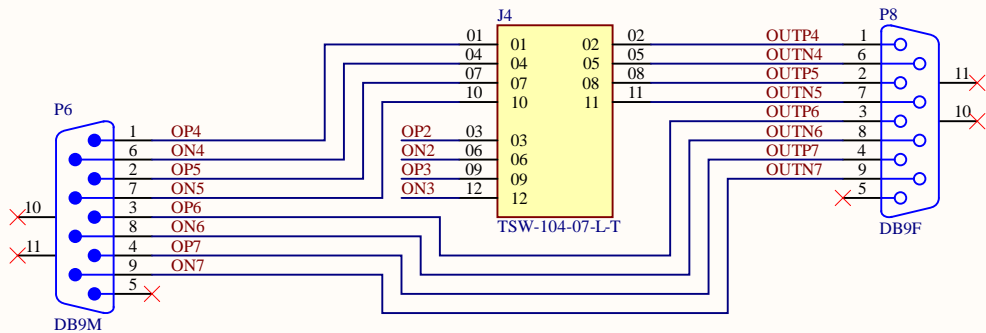 J4
P8
01 01 02 02 OUTP4 1
04 04 05 05 OUTN4 6
07 07 08 08 OUTP5 2 11
10 10 11 11 OUTN5 7
P6 OUTP6 3 10
1 OP4 OP2 03 03 OUTN6 8
6 ON4 ON2 06 06 OUTP7 4
2 OP5 OP3 09 09 OUTN7 9
7 ON5 ON3 12 12 5
10 3 OP6 TSW-104-07-L-T DB9F
8 ON6
11 4 OP7
9 ON7
5
DB9M